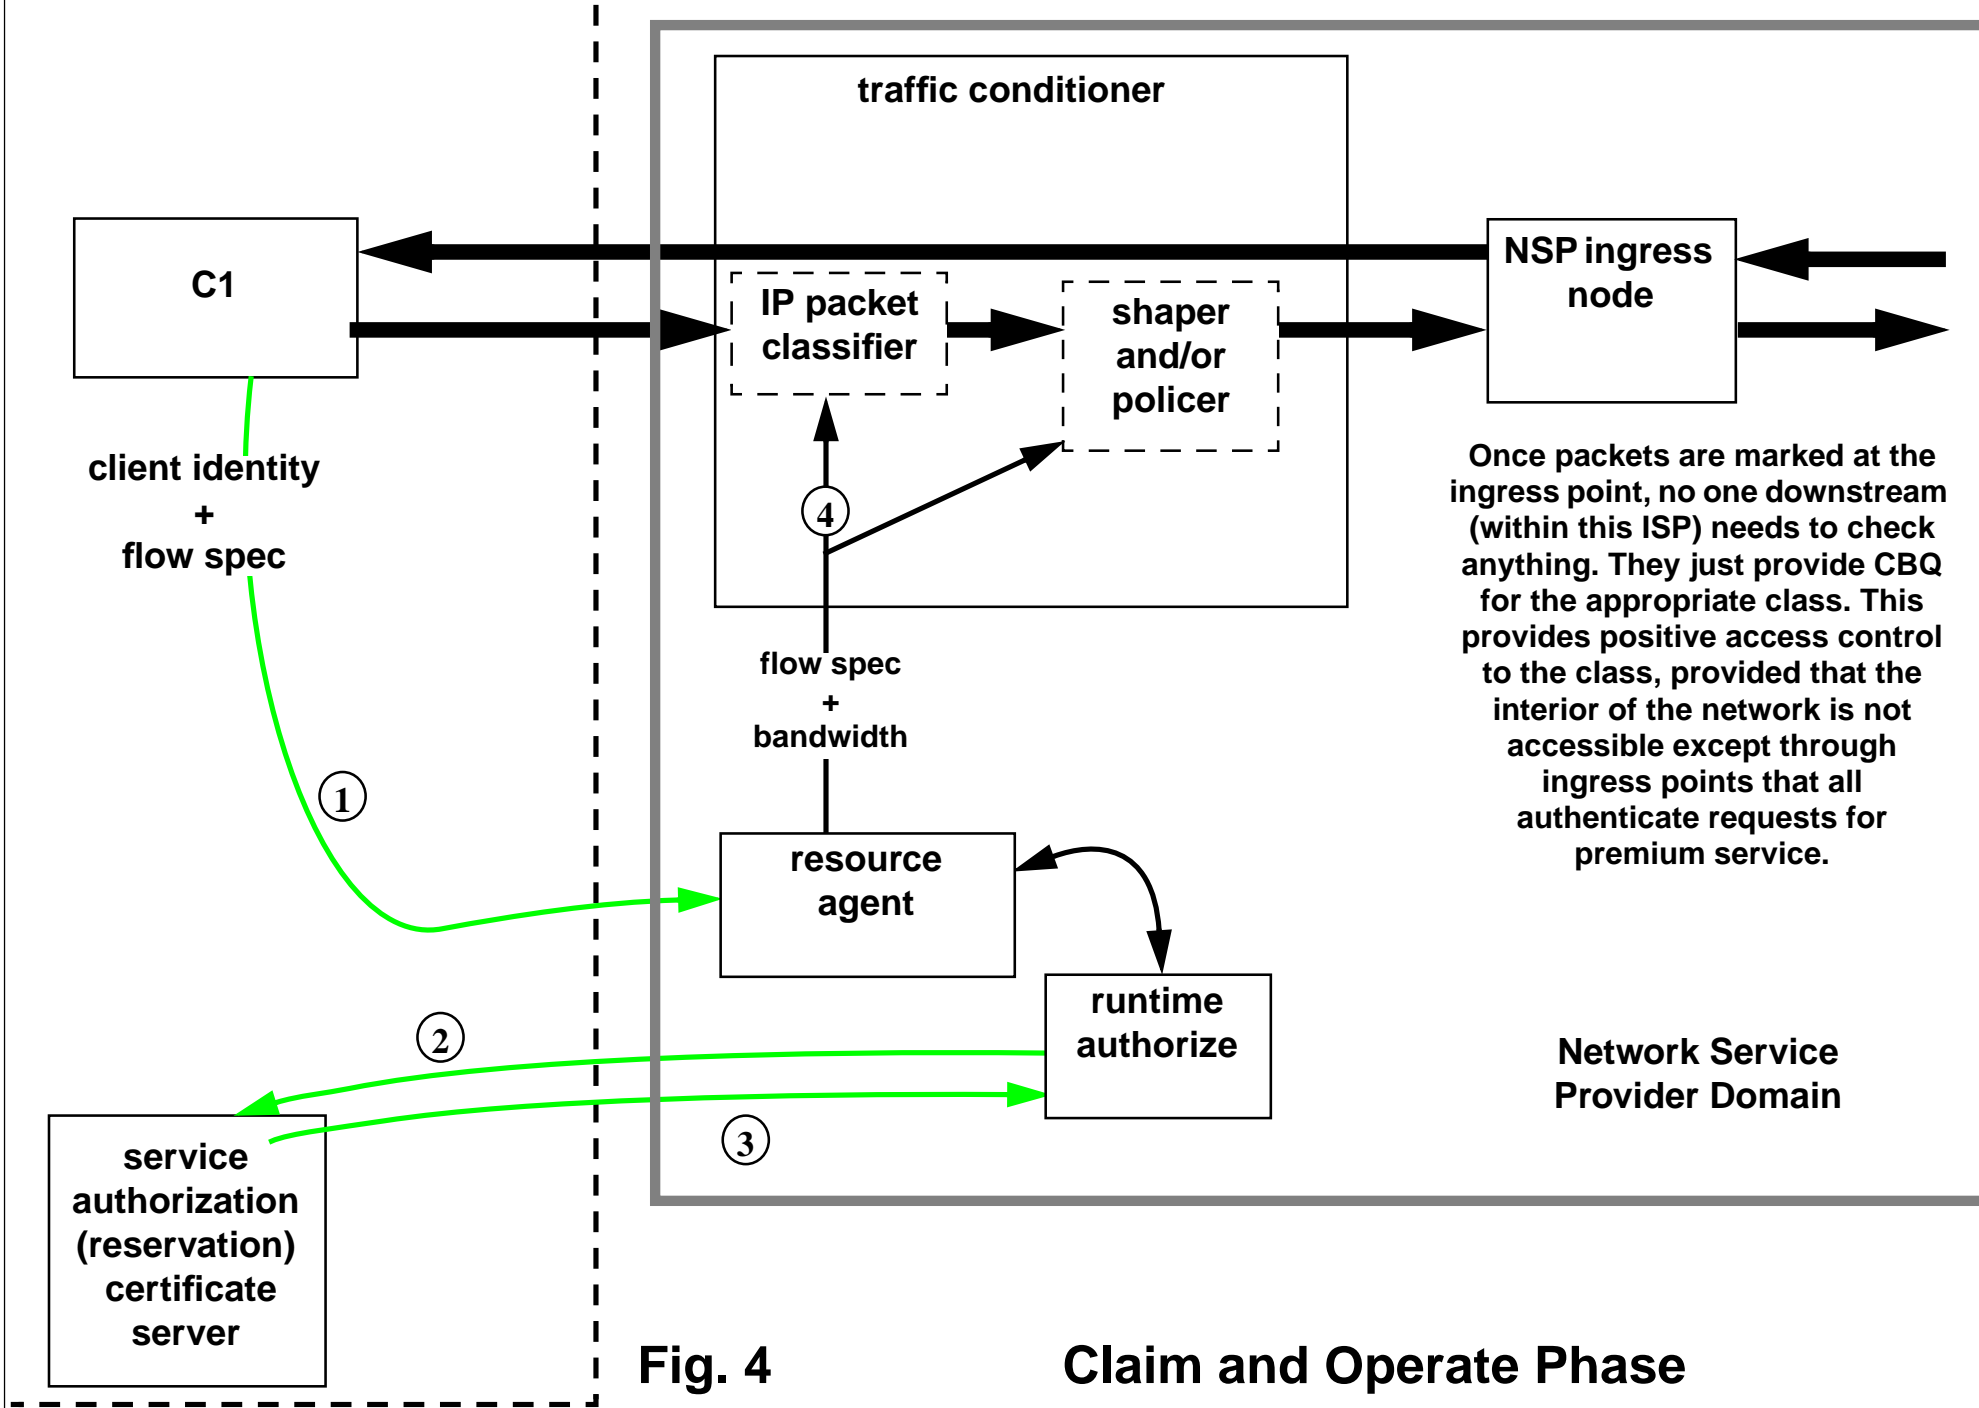 traffic conditioner
C1
IP packet
classifier
shaper
and/or
policer
NSP ingress
node
client identity
+
flow spec
4
Once packets are marked at the
ingress point, no one downstream
(within this ISP) needs to check
anything. They just provide CBQ
for the appropriate class. This
provides positive access control
to the class, provided that the
interior of the network is not
accessible except through
ingress points that all
authenticate requests for
premium service.
flow spec
+
bandwidth
1
resource
agent
runtime
authorize
2
3
Network Service
Provider Domain
service
authorization
(reservation)
certificate
server
Fig. 4
Claim and Operate Phase